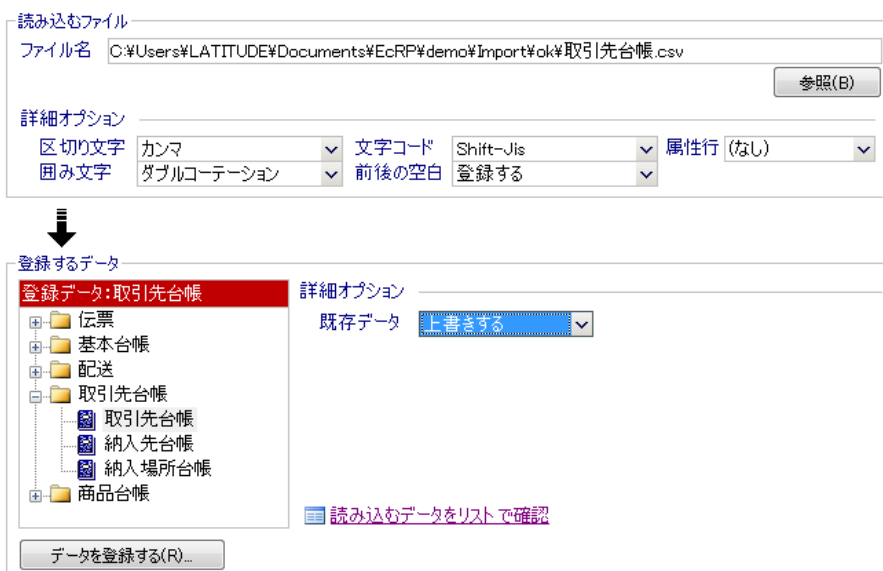 読み込むファイル
ファイル名 C:¥Users¥LATITUDE¥Documents¥EcRP¥demo¥Import¥ok¥取引先台帳.csv
参照(B)
詳細オプション
区切り文字 カンマ 文字コード Shift-Jis 属性行 (なし)
囲み文字 ダブルコーテーション 前後の空白 登録する
登録するデータ
登録データ:取引先台帳 詳細オプション
伝票 既存データ 上書きする
基本台帳
配送
取引先台帳
取引先台帳
納入先台帳
納入場所台帳
商品台帳
読み込むデータをリストで確認
データを登録する(R)...